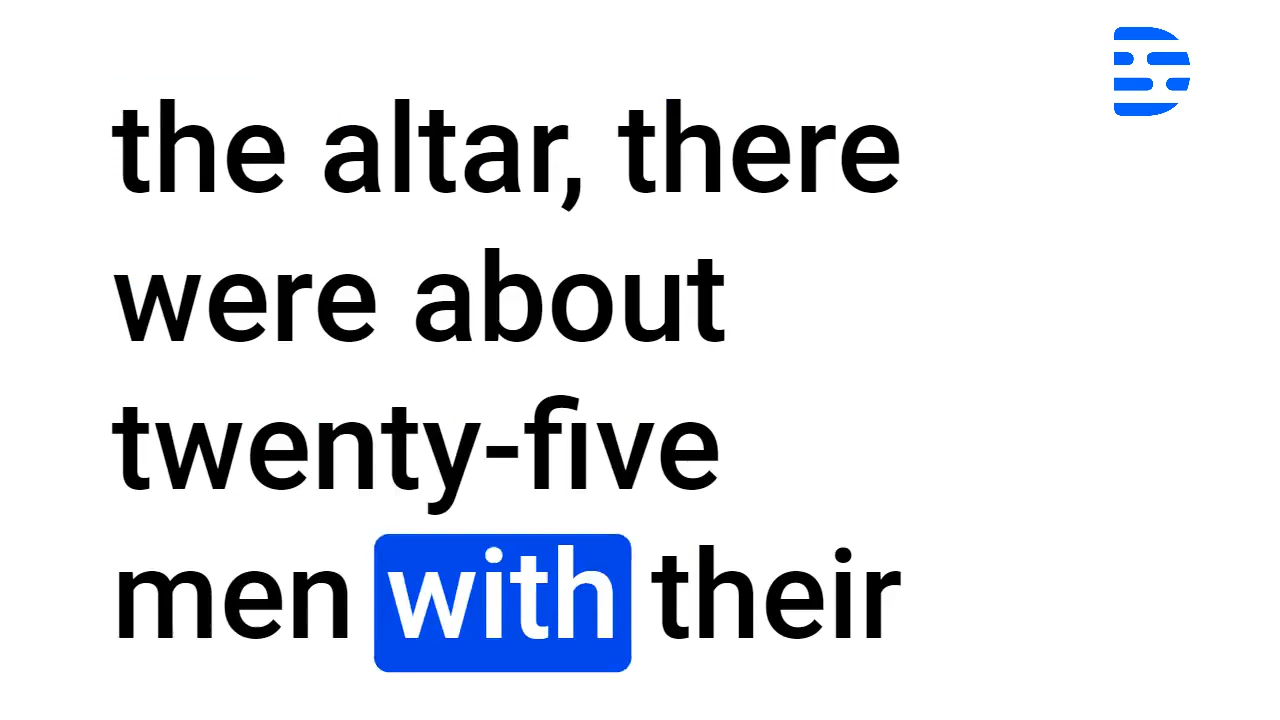 the altar, there
were about
twenty-five
men with their